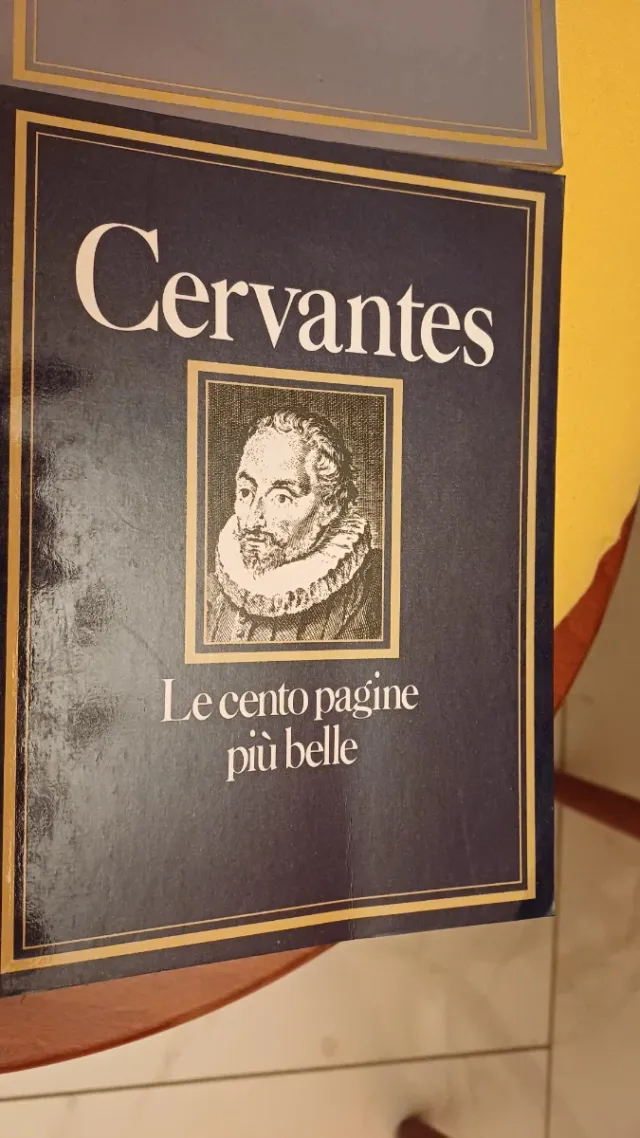 Cervantes
Le cento pagine
più belle